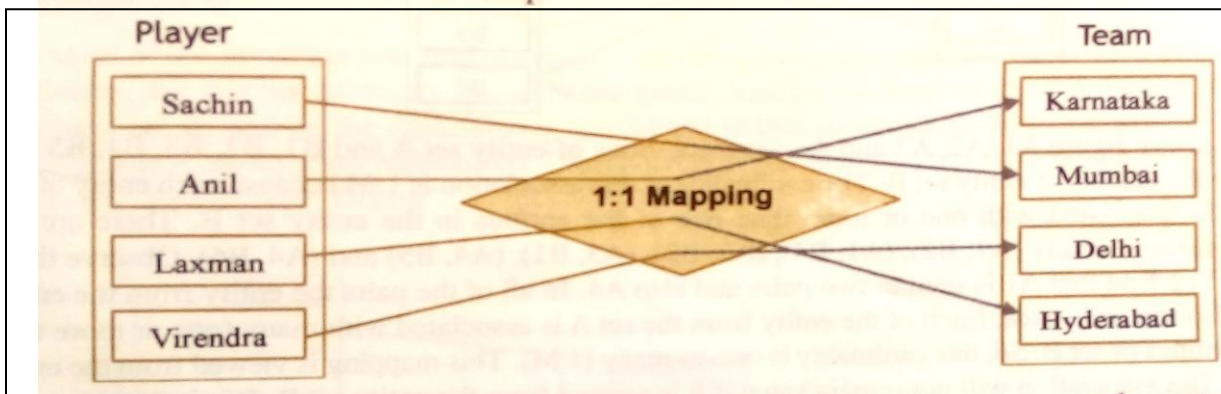 Player
Team
Sachin
Anil
Laxman
Virendra
1:1 Mapping
Karnataka
Mumbai
Delhi
Hyderabad